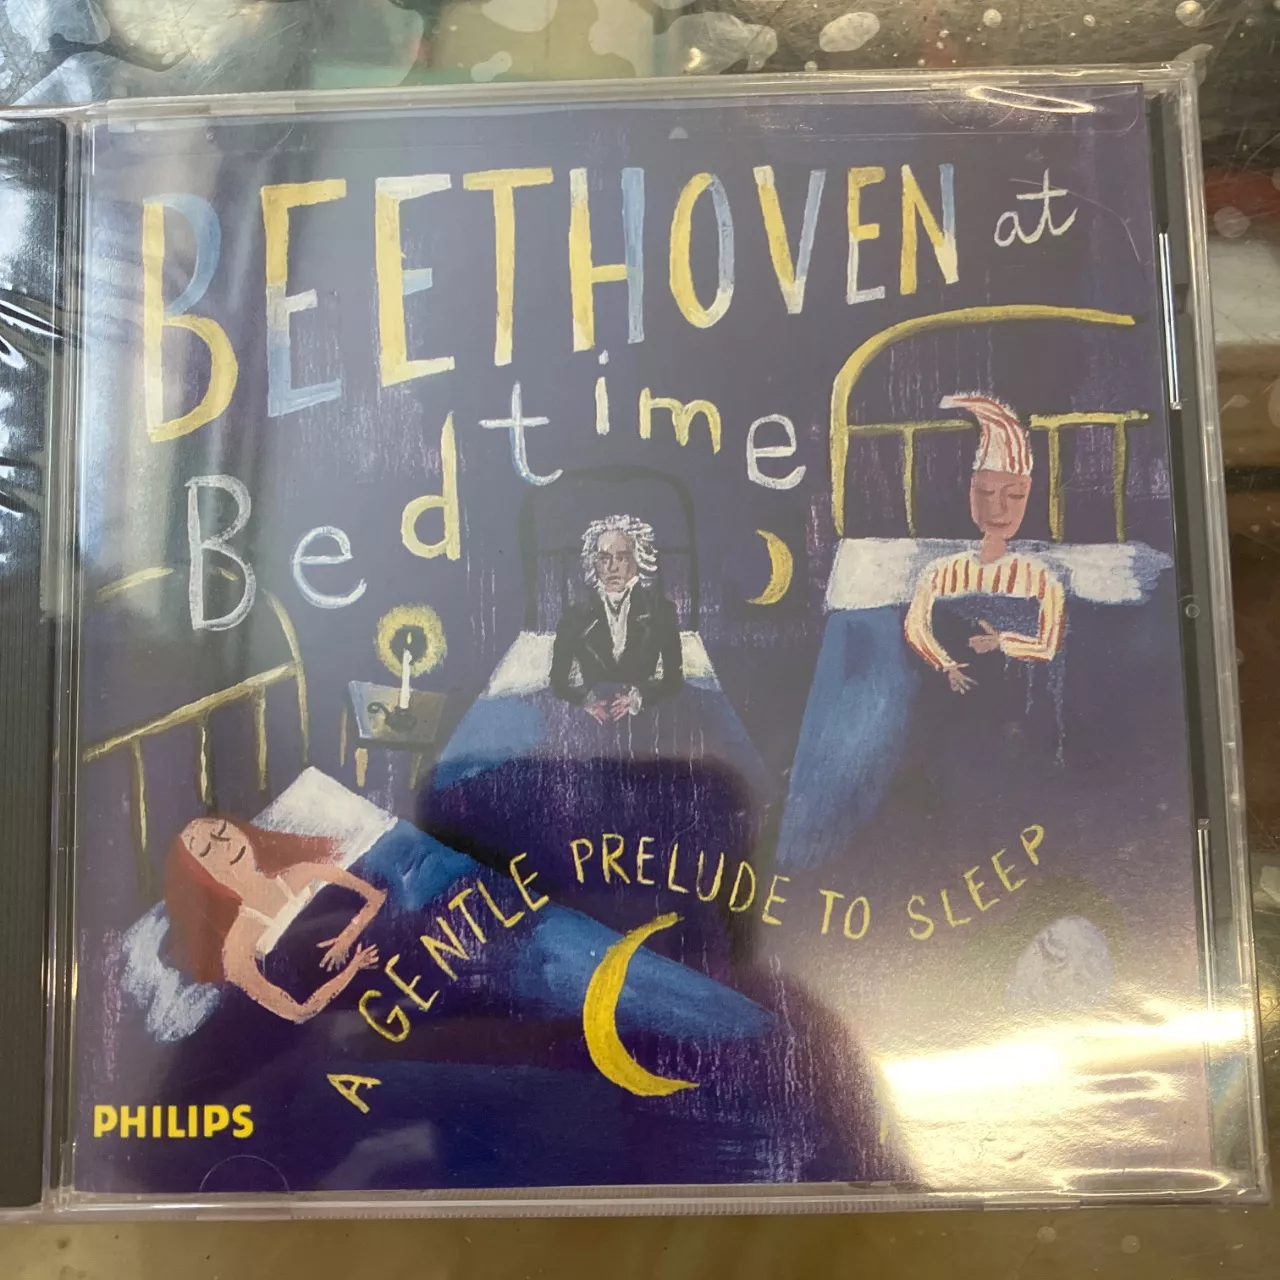 BEETHOVEN at
Bedtime
A GENTLE PRELUDE TO SLEEP
PHILIPS